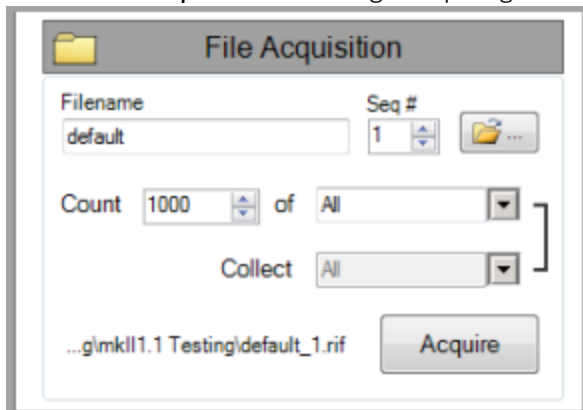 File Acquisition
Filename Seq #
default 1 ...
Count 1000 of All
Collect All
...g\mkII1.1 Testing\default_1.rif Acquire